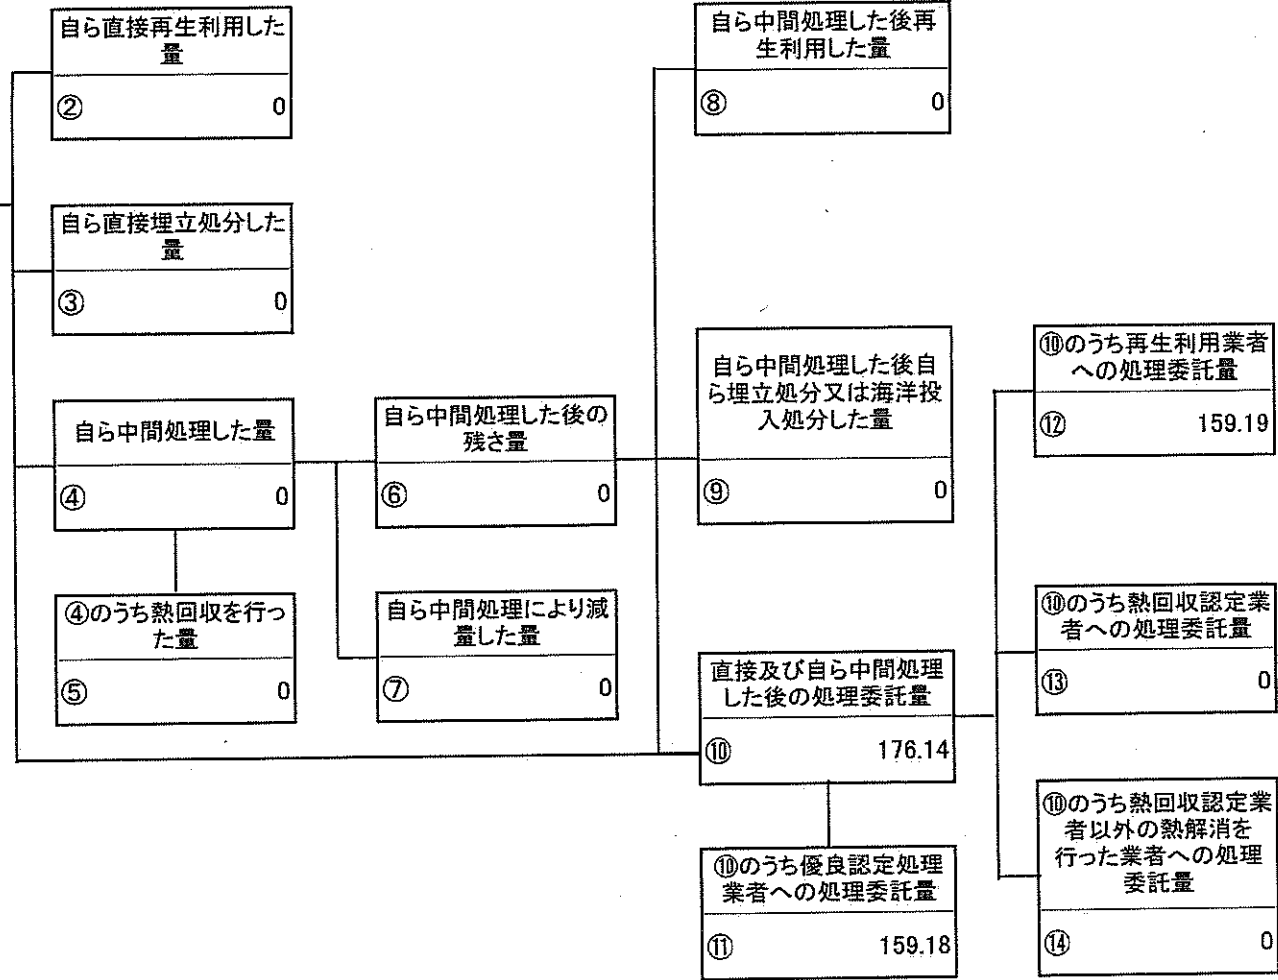 自ら直接再生利用した
量
② 0
自ら直接埋立処分した
量
③ 0
自ら中間処理した量
④ 0
④のうち熱回収を行っ
た量
⑤ 0
自ら中間処理した後の
残さ量
⑥ 0
自ら中間処理により減
量した量
⑦ 0
自ら中間処理した後再
生利用した量
⑧ 0
自ら中間処理した後自
ら埋立処分又は海洋投
入処分した量
⑨ 0
直接及び自ら中間処理
した後の処理委託量
⑩ 176.14
⑩のうち優良認定処理
業者への処理委託量
⑪ 159.18
⑩のうち再生利用業者
への処理委託量
⑫ 159.19
⑩のうち熱回収認定業
者への処理委託量
⑬ 0
⑩のうち熱回収認定業
者以外の熱解消を
行った業者への処理
委託量
⑭ 0